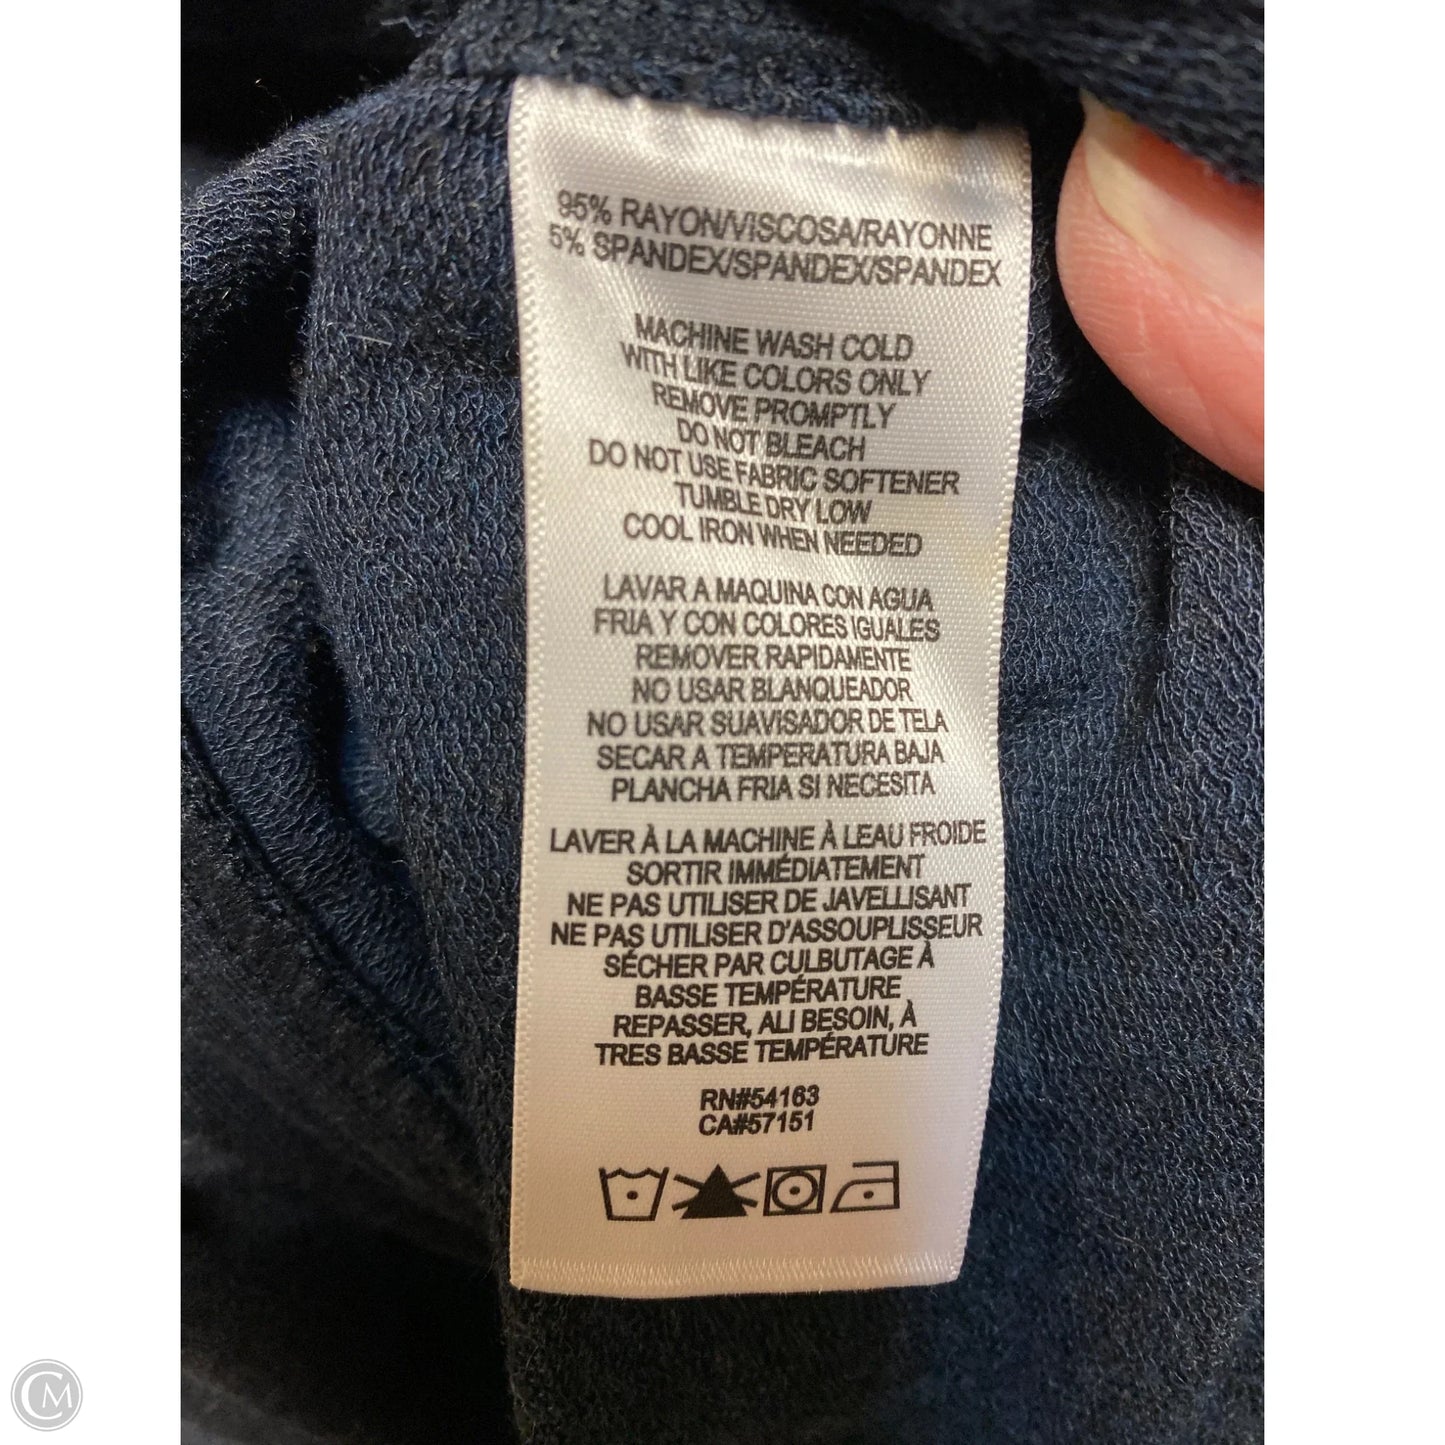 95% RAYON/VISCOSA/RAYONNE
5% SPANDEX/SPANDEX/SPANDEX
MACHINE WASH COLD
WITH LIKE COLORS ONLY
REMOVE PROMPTLY
DO NOT BLEACH
DO NOT USE FABRIC SOFTENER
TUMBLE DRY LOW
COOL IRON WHEN NEEDED
LAVAR A MAQUINA CON AGUA
FRIA Y CON COLORES IGUALES
REMOVER RAPIDAMENTE
NO USAR BLANQUEADOR
NO USAR SUAVISADOR DE TELA
SECAR A TEMPERATURA BAJA
PLANCHA FRIA SI NECESITA
LAVER À LA MACHINE À LEAU FROIDE
SORTIR IMMÉDIATEMENT
NE PAS UTILISER DE JAVELLISANT
NE PAS UTILISER D'ASSOUPLISSEUR
SÉCHER PAR CULBUTAGE À
BASSE TEMPÉRATURE
REPASSER, ALI BESOIN, À
TRES BASSE TEMPÉRATURE
RN#54163
CA#57151
CM